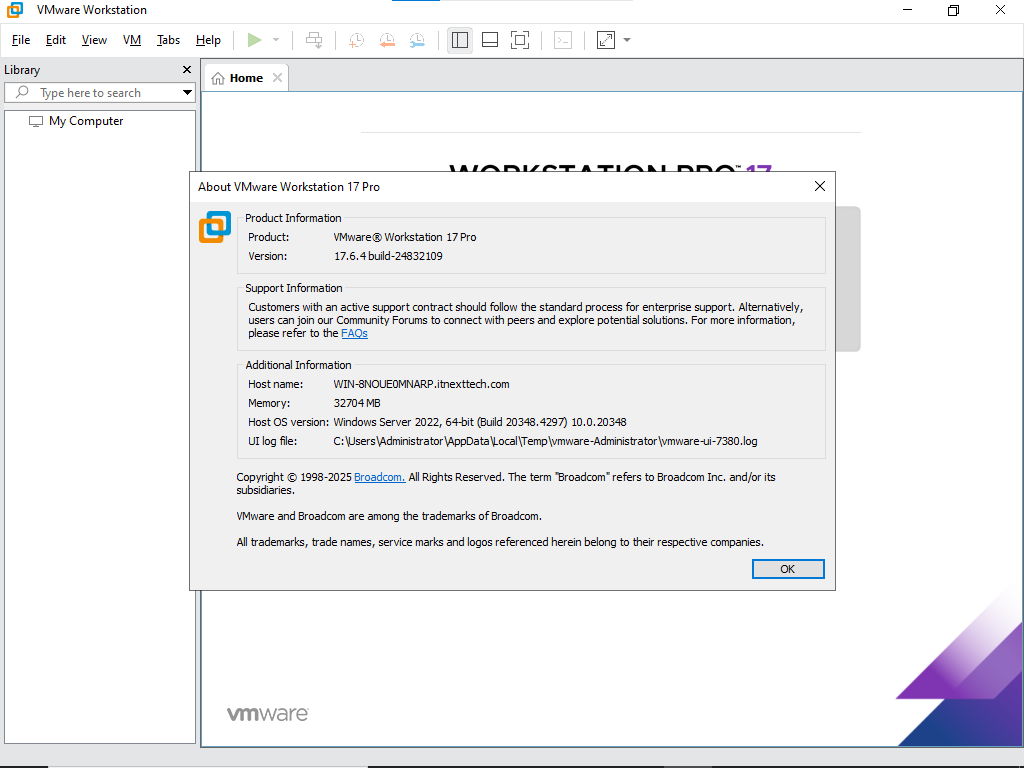 VMware Workstation
File Edit View VM Tabs Help
Library
Type here to search
My Computer
Home
WORKSTATION PRO™ 17
About VMware Workstation 17 Pro
Product Information
Product: VMware® Workstation 17 Pro
Version: 17.6.4 build-24832109
Support Information
Customers with an active support contract should follow the standard process for enterprise support. Alternatively,
users can join our Community Forums to connect with peers and explore potential solutions. For more information,
please refer to the FAQs
Additional Information
Host name: WIN-8NOUE0MNARP.itnexttech.com
Memory: 32704 MB
Host OS version: Windows Server 2022, 64-bit (Build 20348.4297) 10.0.20348
UI log file: C:\Users\Administrator\AppData\Local\Temp\vmware-Administrator\vmware-ui-7380.log
Copyright © 1998-2025 Broadcom. All Rights Reserved. The term "Broadcom" refers to Broadcom Inc. and/or its
subsidiaries.
VMware and Broadcom are among the trademarks of Broadcom.
All trademarks, trade names, service marks and logos referenced herein belong to their respective companies.
OK
vmware